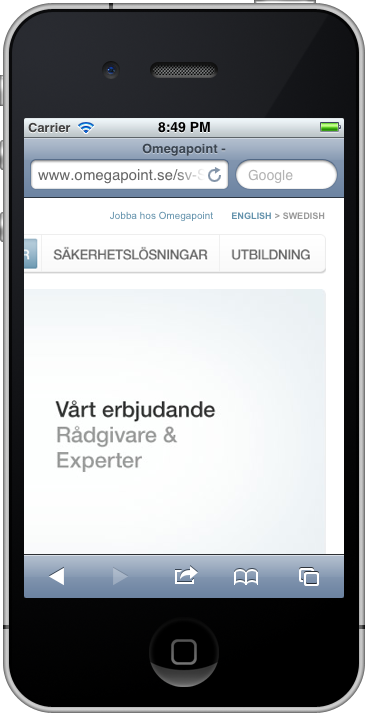 Carrier 8:49 PM
Omegapoint -
www.omegapoint.se/sv-S Google
Jobba hos Omegapoint ENGLISH > SWEDISH
R SÄKERHETSLÖSNINGAR UTBILDNING
Vårt erbjudande
Rådgivare &
Experter